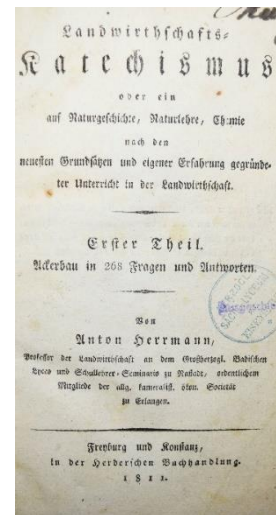 Landwirthschafts-
Katechismus
oder ein
auf Naturgeschichte, Naturlehre, Chemie
nach den
neuesten Grundsätzen und eigener Erfahrung gegründe-
ter Unterricht in der Landwirthschaft.
Erster Theil.
Ackerbau in 268 Fragen und Antworten.
Von
Anton Herrmann,
Professor der Landwirthschaft an dem Großherzogl. Badischen
Lyceo und Schullehrer-Seminario zu Rastadt, ordentlichem
Mitgliede der allg. kameralist. ökon. Societät
zu Erlangen.
Freyburg und Konstanz,
in der Herderschen Buchhandlung.
1811.